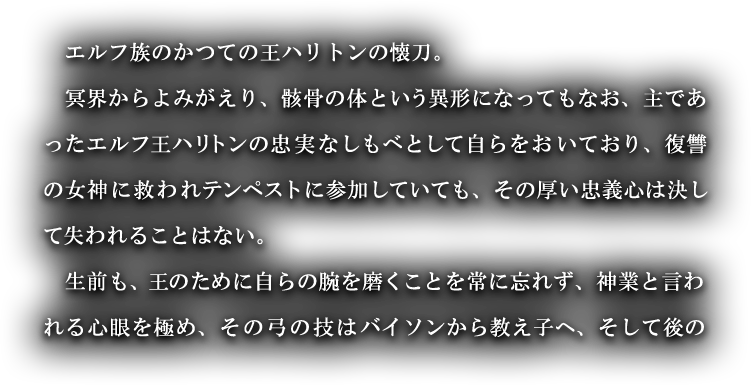 エルフ族のかつての王ハリトンの懐刀。
　冥界からよみがえり、骸骨の体という異形になってもなお、主であ
ったエルフ王ハリトンの忠実なしもべとして自らをおいており、復讐
の女神に救われテンペストに参加していても、その厚い忠義心は決し
て失われることはない。
　生前も、王のために自らの腕を磨くことを常に忘れず、神業と言わ
れる心眼を極め、その弓の技はバイソンから教え子へ、そして後の